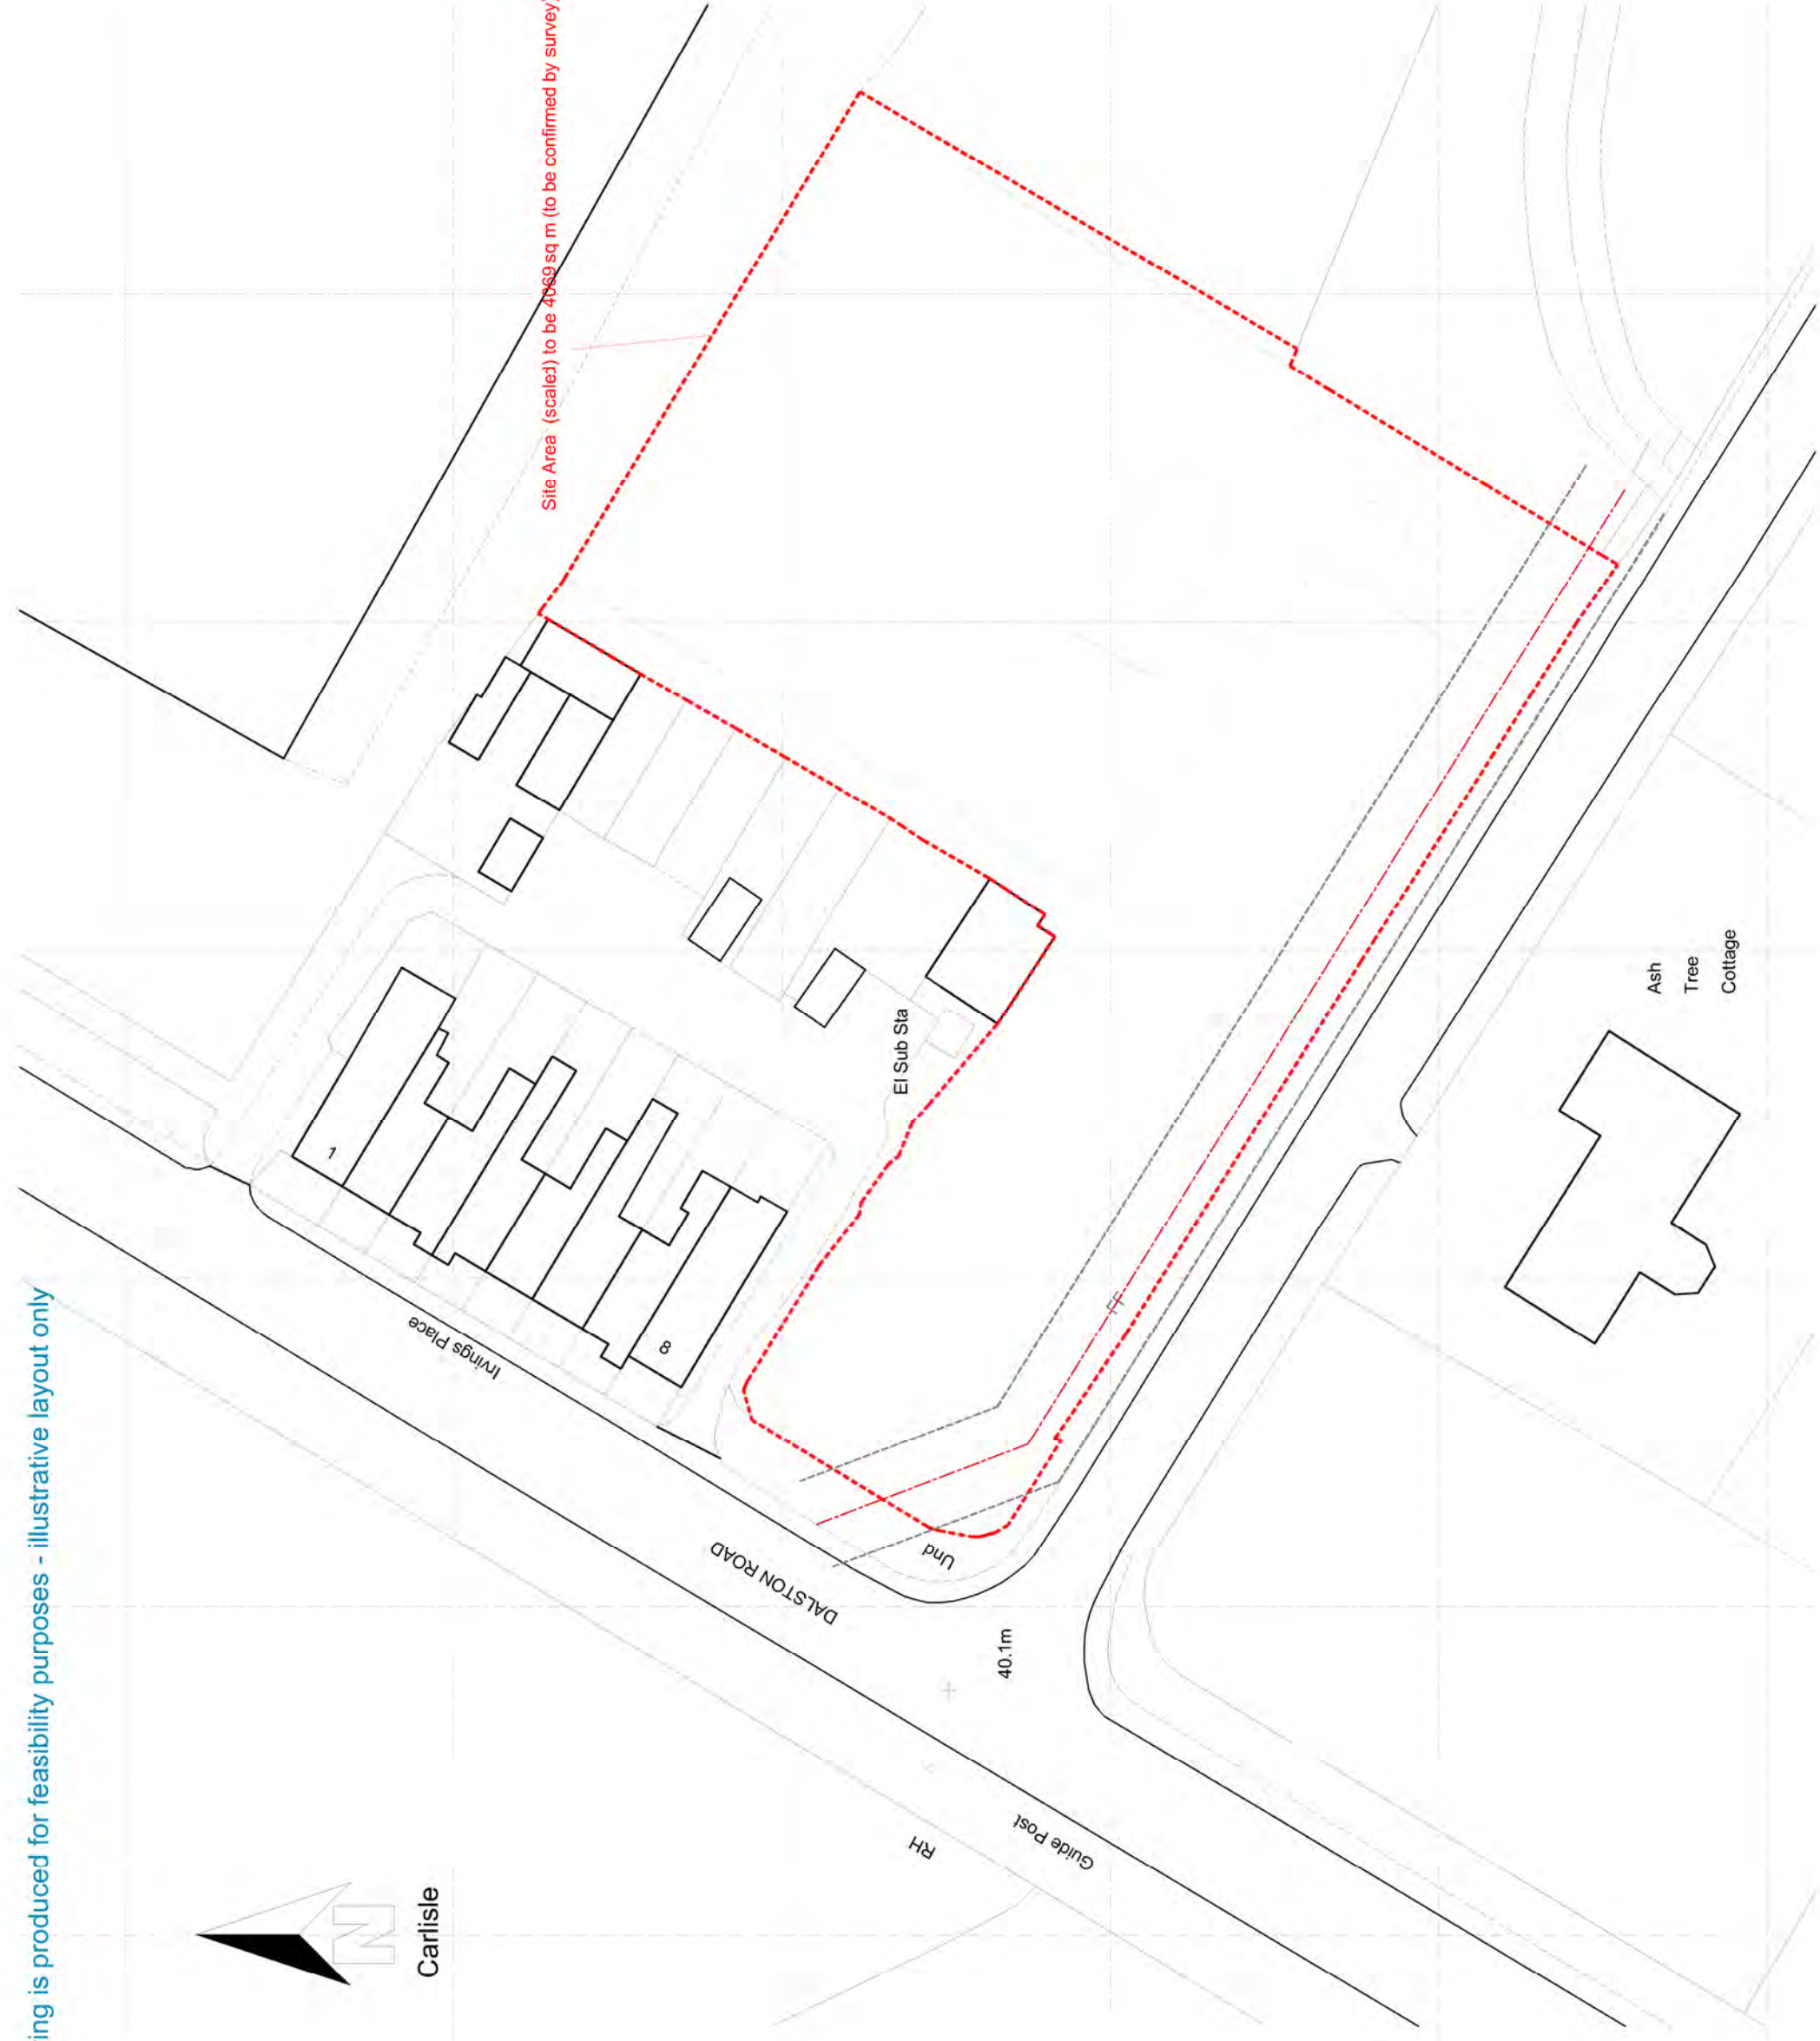 ing is produced for feasibility purposes - illustrative layout only
Site Area (scaled) to be 4069 sq m (to be confirmed by survey)
1
8
Irvings Place
El Sub Sta
DALSTON ROAD
Und
40.1m
FF
RH
Guide Post
Ash
Tree
Cottage
N
Carlisle